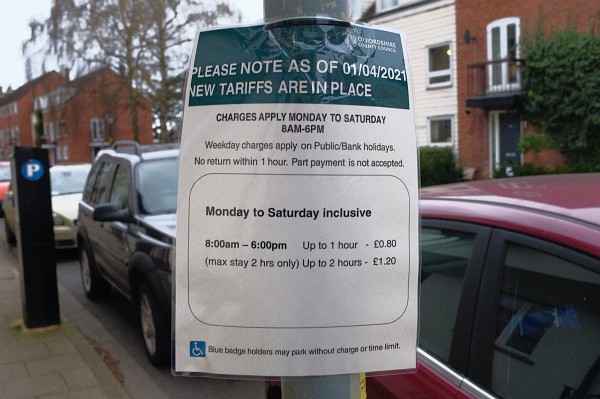 OXFORDSHIRE
COUNTY COUNCIL
PLEASE NOTE AS OF 01/04/2021
NEW TARIFFS ARE IN PLACE
CHARGES APPLY MONDAY TO SATURDAY
8AM-6PM
Weekday charges apply on Public/Bank holidays.
No return within 1 hour. Part payment is not accepted.
Monday to Saturday inclusive
8:00am – 6:00pm Up to 1 hour - £0.80
(max stay 2 hrs only) Up to 2 hours - £1.20
Blue badge holders may park without charge or time limit.
P